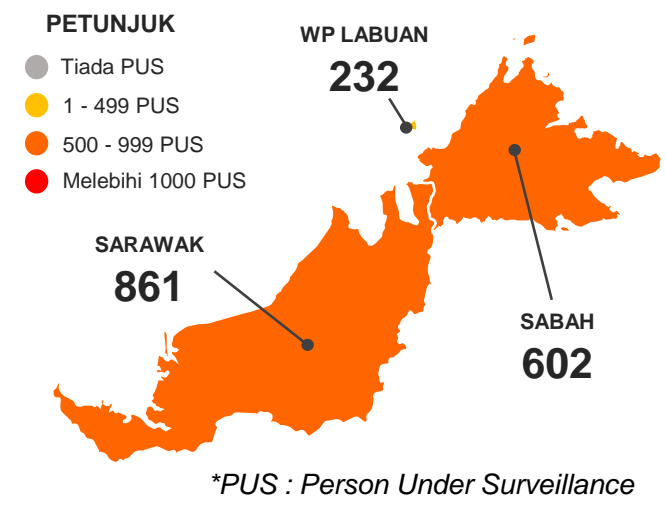 PETUNJUK
Tiada PUS
1 - 499 PUS
500 - 999 PUS
Melebihi 1000 PUS
WP LABUAN
232
SARAWAK
861
SABAH
602
*PUS : Person Under Surveillance